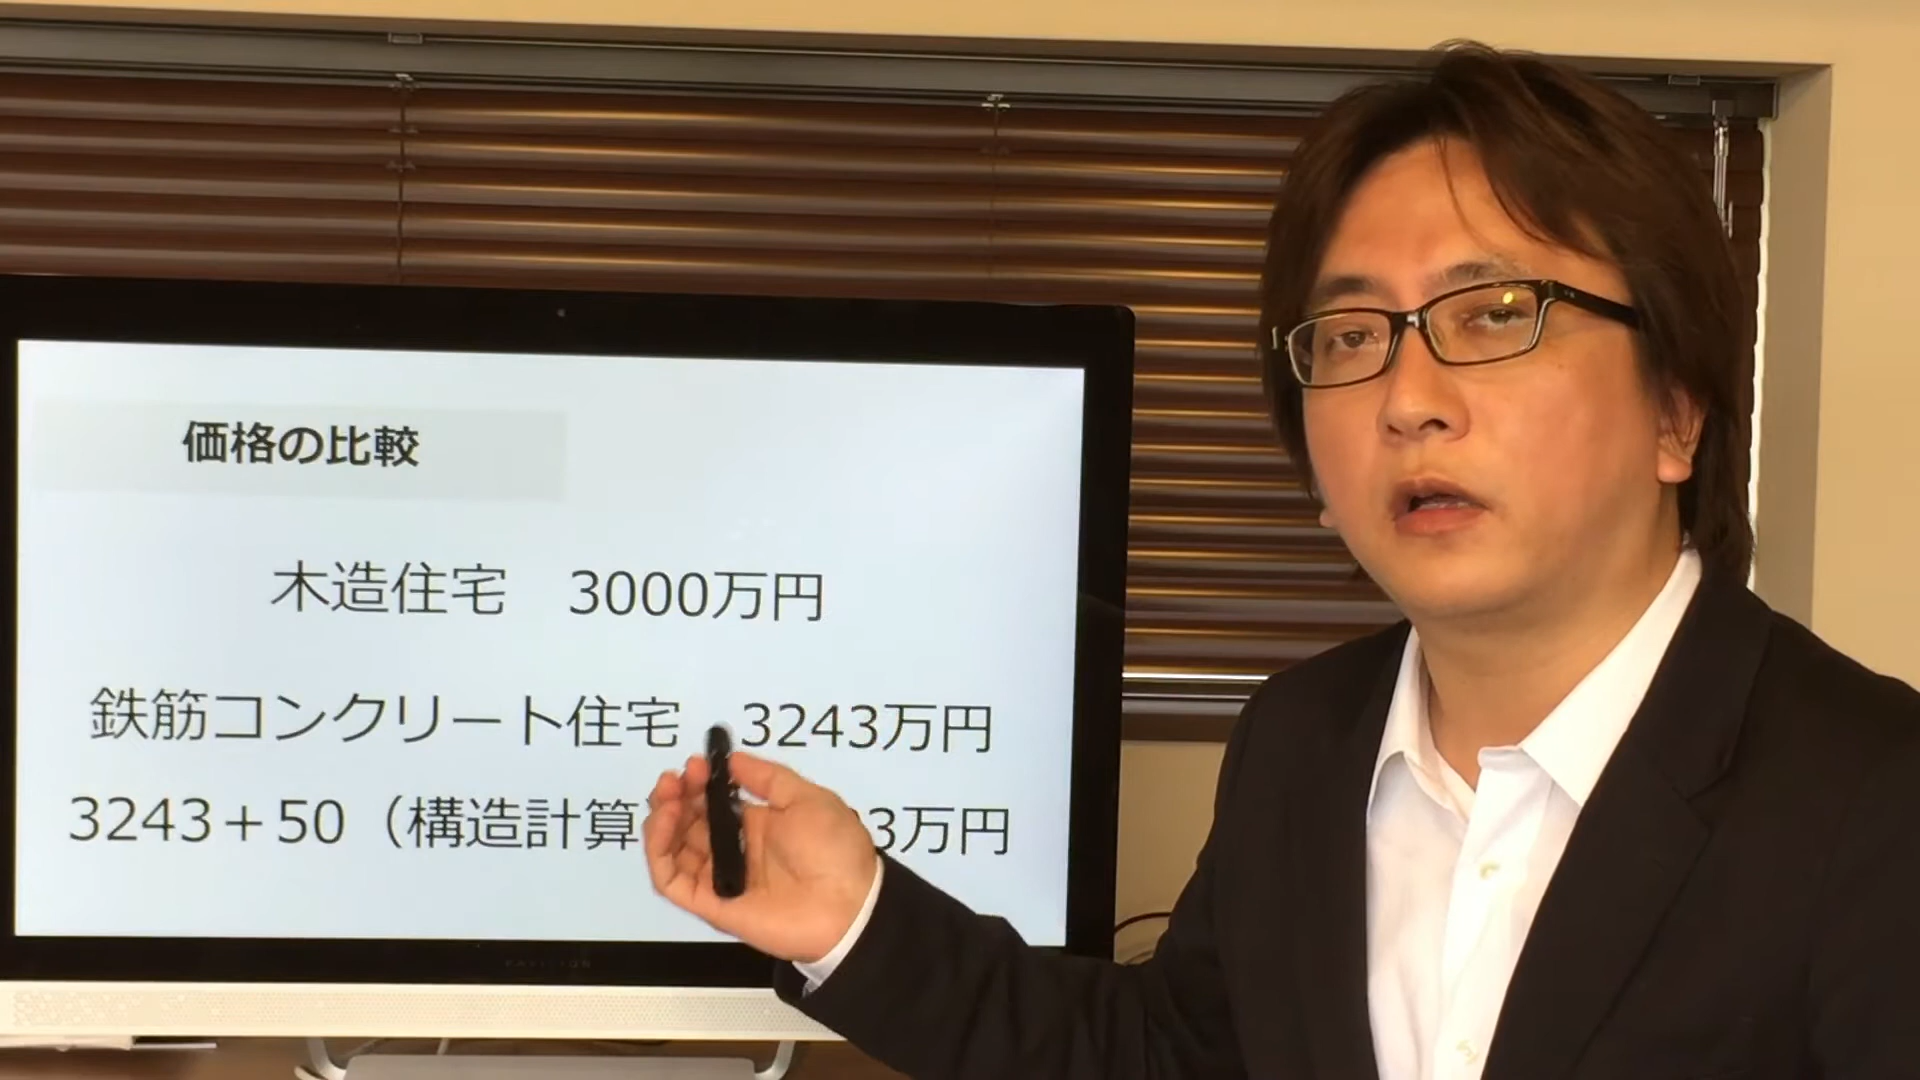 価格の比較
木造住宅　3000万円
鉄筋コンクリート住宅　3243万円
3243＋50（構造計算 3万円
PAVILION